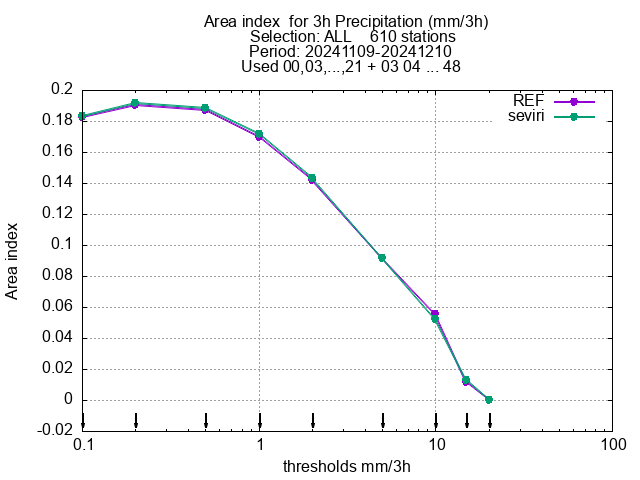 Area index  for 3h Precipitation (mm/3h)
Selection: ALL    610 stations
Period: 20241109-20241210
Used 00,03,...,21 + 03 04 ... 48
REF
seviri
0.2
0.18
0.16
0.14
0.12
0.1
0.08
0.06
0.04
0.02
0
-0.02
Area index
0.1 1 10 100
thresholds mm/3h